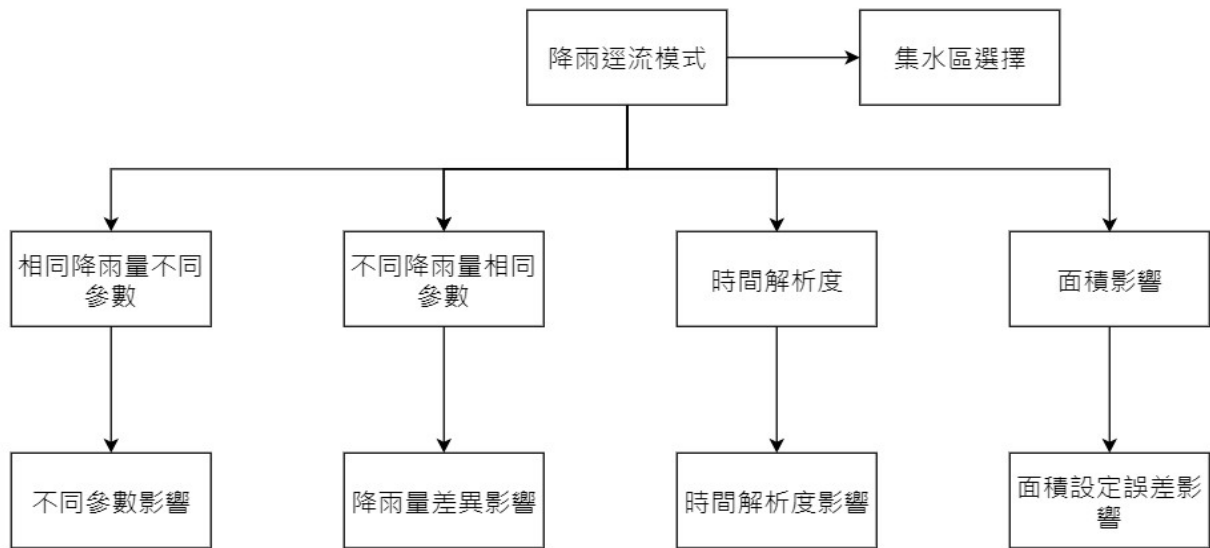 降雨逕流模式
集水區選擇
相同降雨量不同
參數
不同降雨量相同
參數
時間解析度
面積影響
不同參數影響
降雨量差異影響
時間解析度影響
面積設定誤差影
響